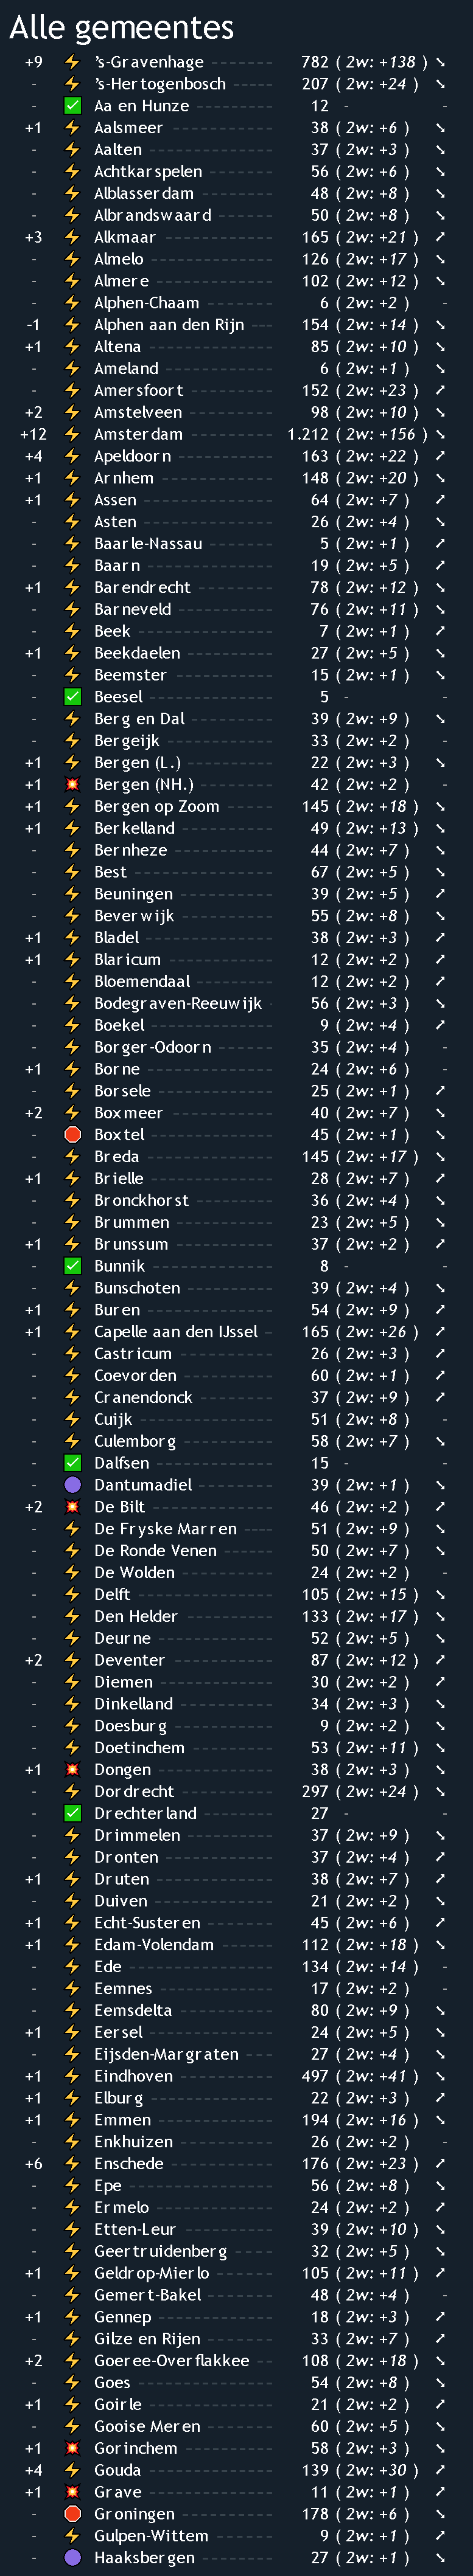 Alle gemeentes
+9 's-Gravenhage 782 ( 2w: +138 ) ↘
- 's-Hertogenbosch 207 ( 2w: +24 ) ↘
- Aa en Hunze 12 - -
+1 Aalsmeer 38 ( 2w: +6 ) ↘
- Aalten 37 ( 2w: +3 ) ↘
- Achtkarspelen 56 ( 2w: +6 ) ↘
- Alblasserdam 48 ( 2w: +8 ) ↘
- Albrandswaard 50 ( 2w: +8 ) ↘
+3 Alkmaar 165 ( 2w: +21 ) ↗
- Almelo 126 ( 2w: +17 ) ↘
- Almere 102 ( 2w: +12 ) ↘
- Alphen-Chaam 6 ( 2w: +2 ) -
-1 Alphen aan den Rijn 154 ( 2w: +14 ) ↘
+1 Altena 85 ( 2w: +10 ) ↘
- Ameland 6 ( 2w: +1 ) ↘
- Amersfoort 152 ( 2w: +23 ) ↗
+2 Amstelveen 98 ( 2w: +10 ) ↘
+12 Amsterdam 1.212 ( 2w: +156 ) ↘
+4 Apeldoorn 163 ( 2w: +22 ) ↗
+1 Arnhem 148 ( 2w: +20 ) ↘
+1 Assen 64 ( 2w: +7 ) ↗
- Asten 26 ( 2w: +4 ) ↘
- Baarle-Nassau 5 ( 2w: +1 ) ↗
- Baarn 19 ( 2w: +5 ) ↗
+1 Barendrecht 78 ( 2w: +12 ) ↘
- Barneveld 76 ( 2w: +11 ) ↘
- Beek 7 ( 2w: +1 ) ↗
+1 Beekdaelen 27 ( 2w: +5 ) ↘
- Beemster 15 ( 2w: +1 ) ↘
- Beesel 5 - -
- Berg en Dal 39 ( 2w: +9 ) ↘
- Bergeijk 33 ( 2w: +2 ) -
+1 Bergen (L.) 22 ( 2w: +3 ) ↘
+1 Bergen (NH.) 42 ( 2w: +2 ) -
+1 Bergen op Zoom 145 ( 2w: +18 ) ↘
+1 Berkelland 49 ( 2w: +13 ) ↘
- Bernheze 44 ( 2w: +7 ) ↘
- Best 67 ( 2w: +5 ) ↘
- Beuningen 39 ( 2w: +5 ) ↗
- Beverwijk 55 ( 2w: +8 ) ↘
+1 Bladel 38 ( 2w: +3 ) ↗
+1 Blaricum 12 ( 2w: +2 ) ↗
- Bloemendaal 12 ( 2w: +2 ) ↗
- Bodegraven-Reeuwijk 56 ( 2w: +3 ) ↘
- Boekel 9 ( 2w: +4 ) ↗
- Borger-Odoorn 35 ( 2w: +4 ) -
+1 Borne 24 ( 2w: +6 ) -
- Borsele 25 ( 2w: +1 ) ↗
+2 Boxmeer 40 ( 2w: +7 ) ↘
- Boxtel 45 ( 2w: +1 ) ↘
- Breda 145 ( 2w: +17 ) ↘
+1 Brielle 28 ( 2w: +7 ) ↗
- Bronckhorst 36 ( 2w: +4 ) ↘
- Brummen 23 ( 2w: +5 ) ↘
+1 Brunssum 37 ( 2w: +2 ) ↗
- Bunnik 8 - -
- Bunschoten 39 ( 2w: +4 ) ↘
+1 Buren 54 ( 2w: +9 ) ↗
+1 Capelle aan den IJssel 165 ( 2w: +26 ) ↗
- Castricum 26 ( 2w: +3 ) ↗
- Coevorden 60 ( 2w: +1 ) ↗
- Cranendonck 37 ( 2w: +9 ) ↗
- Cuijk 51 ( 2w: +8 ) -
- Culemborg 58 ( 2w: +7 ) ↘
- Dalfsen 15 - -
- Dantumadiel 39 ( 2w: +1 ) ↘
+2 De Bilt 46 ( 2w: +2 ) ↗
- De Fryske Marren 51 ( 2w: +9 ) ↘
- De Ronde Venen 50 ( 2w: +7 ) ↘
- De Wolden 24 ( 2w: +2 ) -
- Delft 105 ( 2w: +15 ) ↘
- Den Helder 133 ( 2w: +17 ) ↘
- Deurne 52 ( 2w: +5 ) ↘
+2 Deventer 87 ( 2w: +12 ) ↗
- Diemen 30 ( 2w: +2 ) ↗
- Dinkelland 34 ( 2w: +3 ) ↘
- Doesburg 9 ( 2w: +2 ) ↘
- Doetinchem 53 ( 2w: +11 ) ↘
+1 Dongen 38 ( 2w: +3 ) ↘
- Dordrecht 297 ( 2w: +24 ) ↘
- Drechterland 27 - -
- Drimmelen 37 ( 2w: +9 ) ↘
- Dronten 37 ( 2w: +4 ) ↗
+1 Druten 38 ( 2w: +7 ) ↗
- Duiven 21 ( 2w: +2 ) ↘
+1 Echt-Susteren 45 ( 2w: +6 ) ↗
+1 Edam-Volendam 112 ( 2w: +18 ) ↘
- Ede 134 ( 2w: +14 ) -
- Eemnes 17 ( 2w: +2 ) -
- Eemsdelta 80 ( 2w: +9 ) ↘
+1 Eersel 24 ( 2w: +5 ) ↘
- Eijsden-Margraten 27 ( 2w: +4 ) ↘
+1 Eindhoven 497 ( 2w: +41 ) ↘
+1 Elburg 22 ( 2w: +3 ) ↗
+1 Emmen 194 ( 2w: +16 ) ↘
- Enkhuizen 26 ( 2w: +2 ) -
+6 Enschede 176 ( 2w: +23 ) ↗
- Epe 56 ( 2w: +8 ) ↘
- Ermelo 24 ( 2w: +2 ) ↗
- Etten-Leur 39 ( 2w: +10 ) ↘
- Geertruidenberg 32 ( 2w: +5 ) ↘
+1 Geldrop-Mierlo 105 ( 2w: +11 ) ↗
- Gemert-Bakel 48 ( 2w: +4 ) -
+1 Gennep 18 ( 2w: +3 ) ↗
- Gilze en Rijen 33 ( 2w: +7 ) ↗
+2 Goeree-Overflakkee 108 ( 2w: +18 ) ↘
- Goes 54 ( 2w: +8 ) ↘
+1 Goirle 21 ( 2w: +2 ) ↗
- Gooise Meren 60 ( 2w: +5 ) ↘
+1 Gorinchem 58 ( 2w: +3 ) ↘
+4 Gouda 139 ( 2w: +30 ) ↗
+1 Grave 11 ( 2w: +1 ) ↗
- Groningen 178 ( 2w: +6 ) ↘
- Gulpen-Wittem 9 ( 2w: +1 ) ↗
- Haaksbergen 27 ( 2w: +1 ) ↘